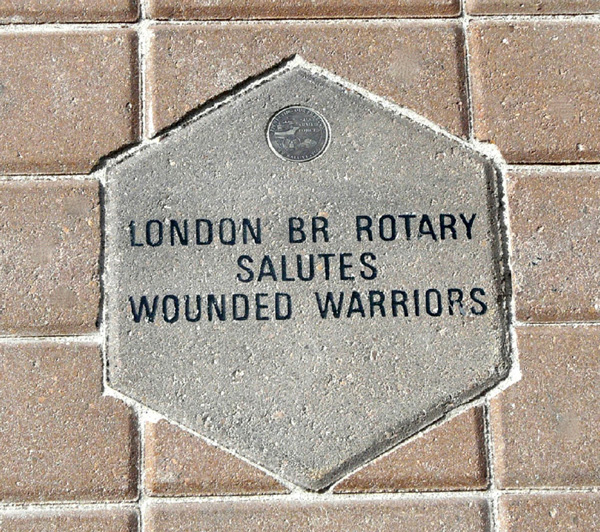 LONDON BR ROTARY
SALUTES
WOUNDED WARRIORS